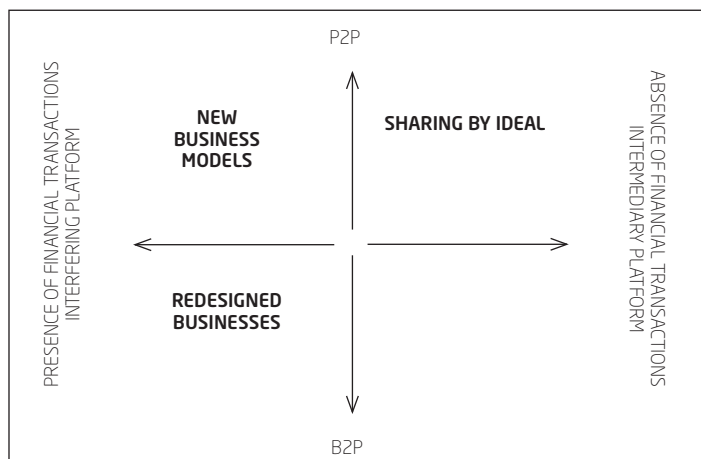 P2P
PRESENCE OF FINANCIAL TRANSACTIONS
INTERFERING PLATFORM
NEW
BUSINESS
MODELS
SHARING BY IDEAL
ABSENCE OF FINANCIAL TRANSACTIONS
INTERMEDIARY PLATFORM
REDESIGNED
BUSINESSES
B2P